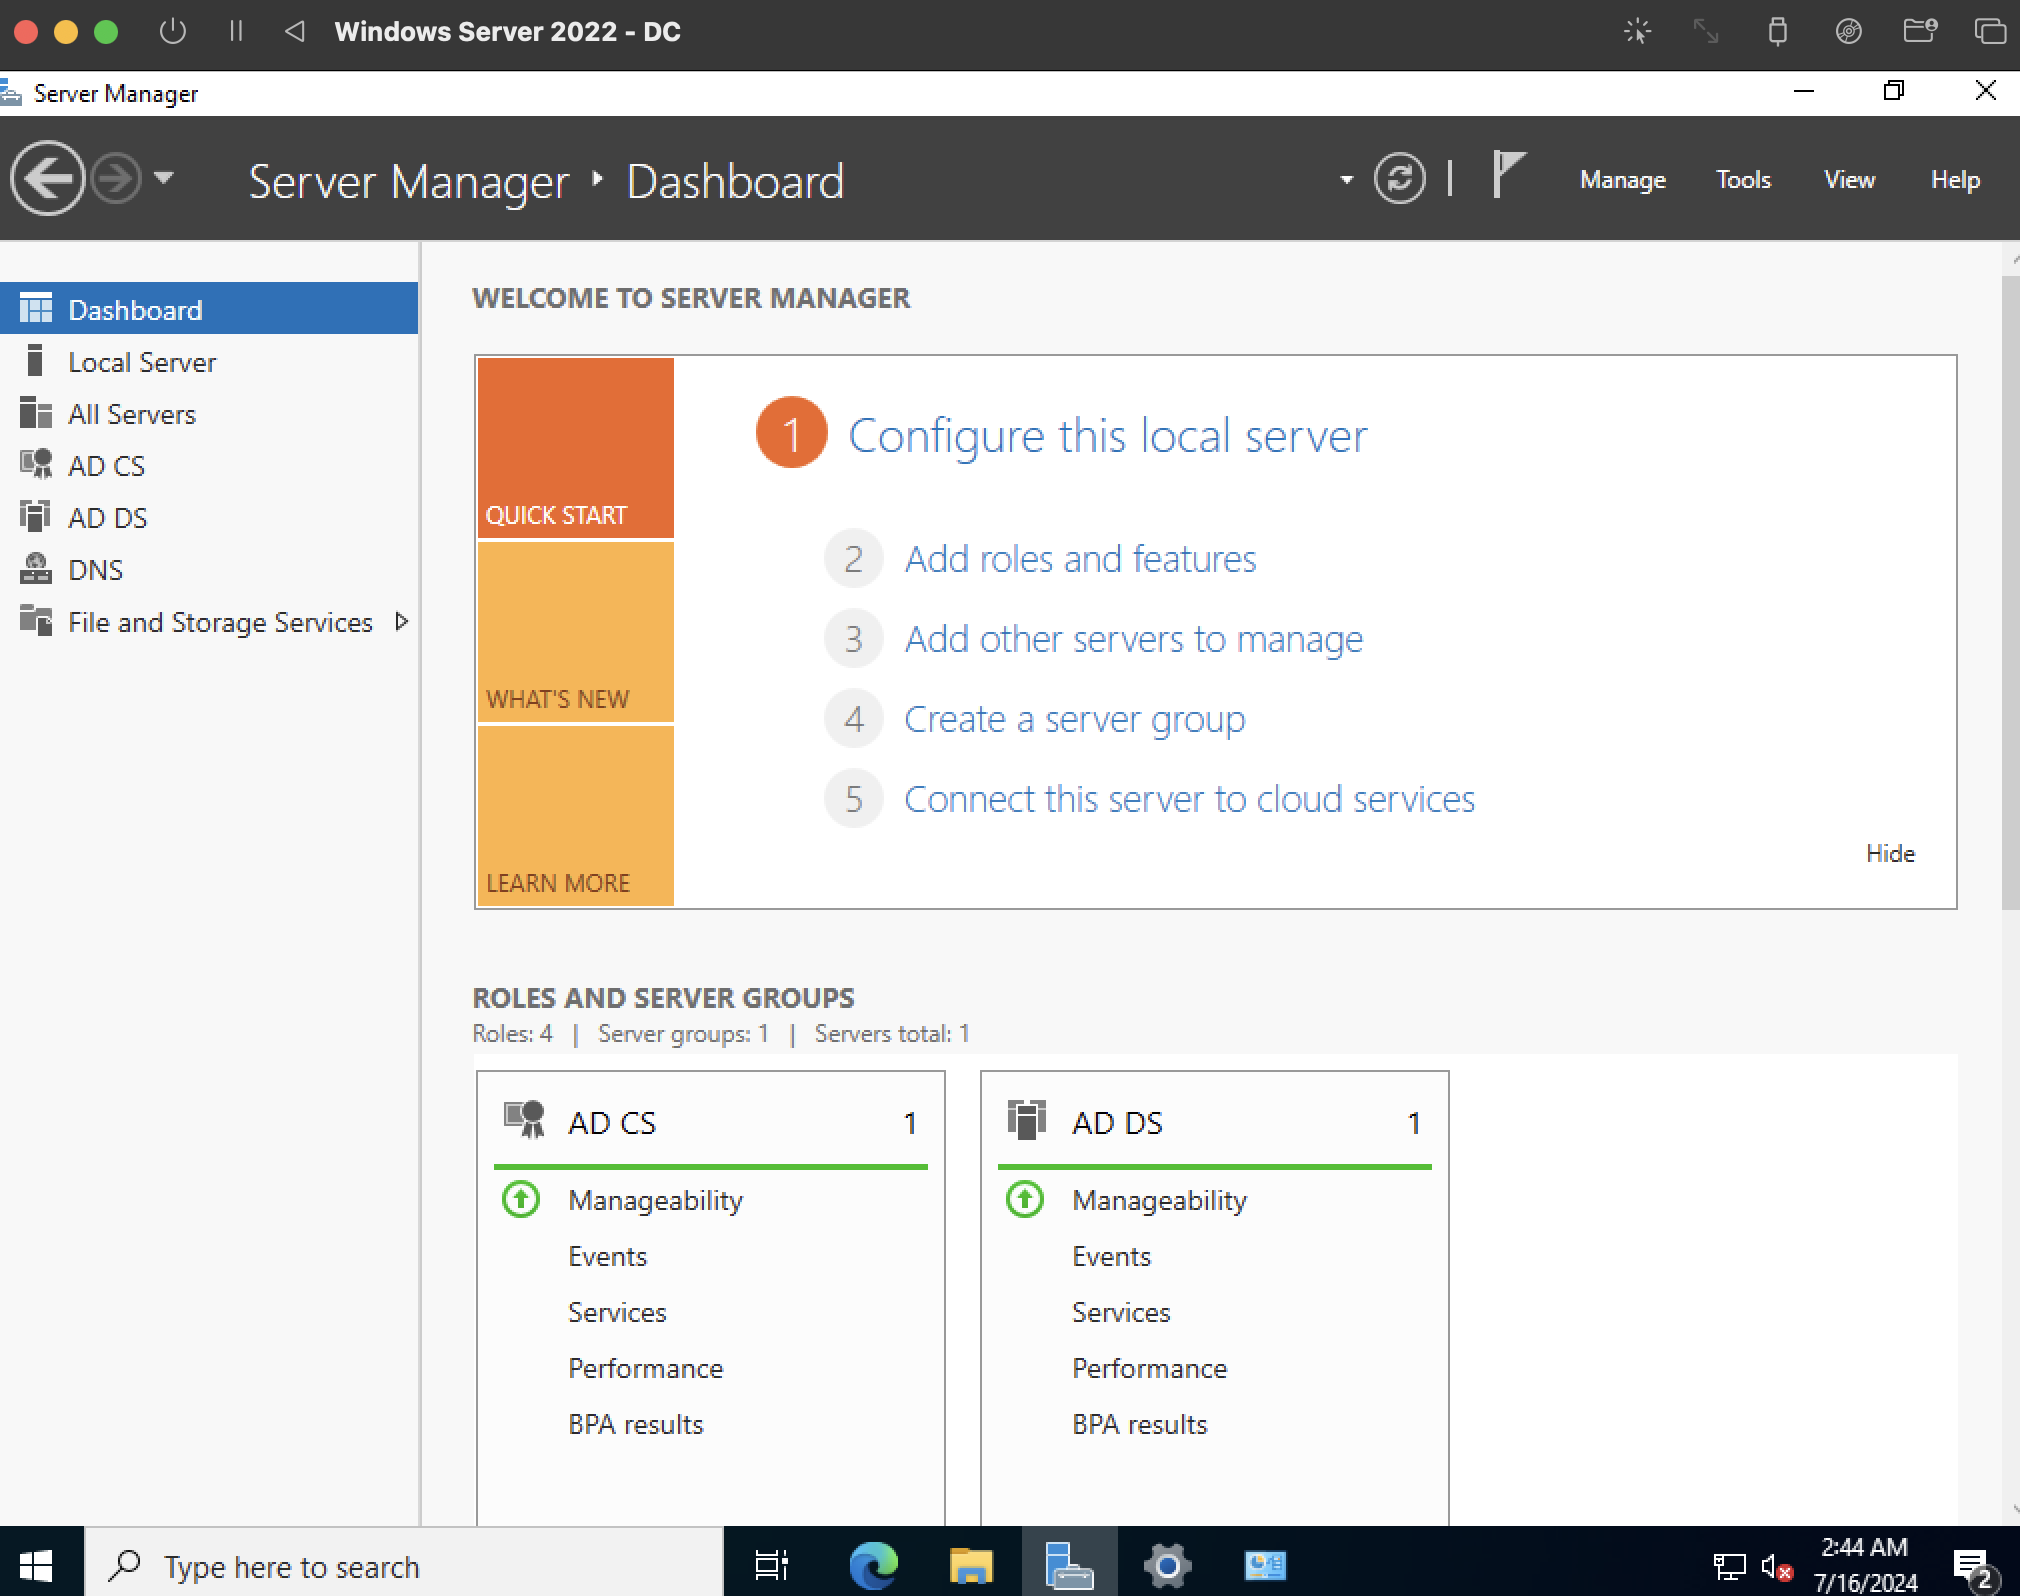 Windows Server 2022 - DC
Server Manager
Server Manager Dashboard
Manage Tools View Help
Dashboard
Local Server
All Servers
AD CS
AD DS
DNS
File and Storage Services
WELCOME TO SERVER MANAGER
QUICK START
WHAT'S NEW
LEARN MORE
1 Configure this local server
2 Add roles and features
3 Add other servers to manage
4 Create a server group
5 Connect this server to cloud services
Hide
ROLES AND SERVER GROUPS
Roles: 4 | Server groups: 1 | Servers total: 1
AD CS 1
Manageability
Events
Services
Performance
BPA results
AD DS 1
Manageability
Events
Services
Performance
BPA results
Type here to search
2:44 AM
7/16/2024
2